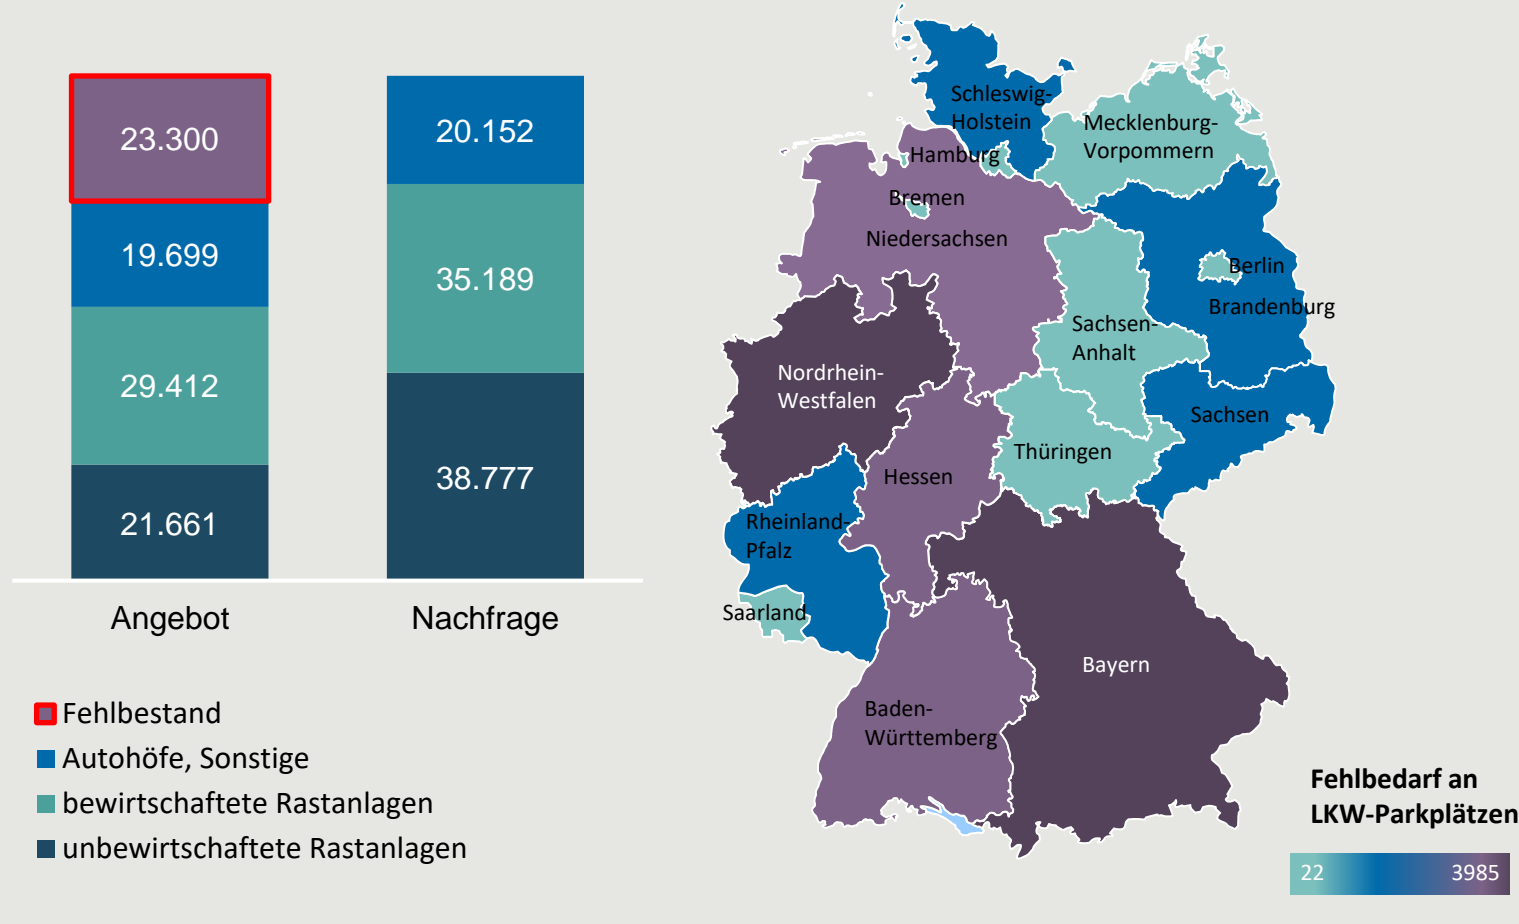 23.300
19.699
29.412
21.661
20.152
35.189
38.777
Angebot
Nachfrage
Fehlbestand
Autohöfe, Sonstige
bewirtschaftete Rastanlagen
unbewirtschaftete Rastanlagen
Schleswig-
Holstein
Mecklenburg-
Vorpommern
Hamburg
Bremen
Niedersachsen
Berlin
Brandenburg
Sachsen-
Anhalt
Nordrhein-
Westfalen
Sachsen
Thüringen
Hessen
Rheinland-
Pfalz
Saarland
Bayern
Baden-
Württemberg
Fehlbedarf an
LKW-Parkplätzen
22
3985